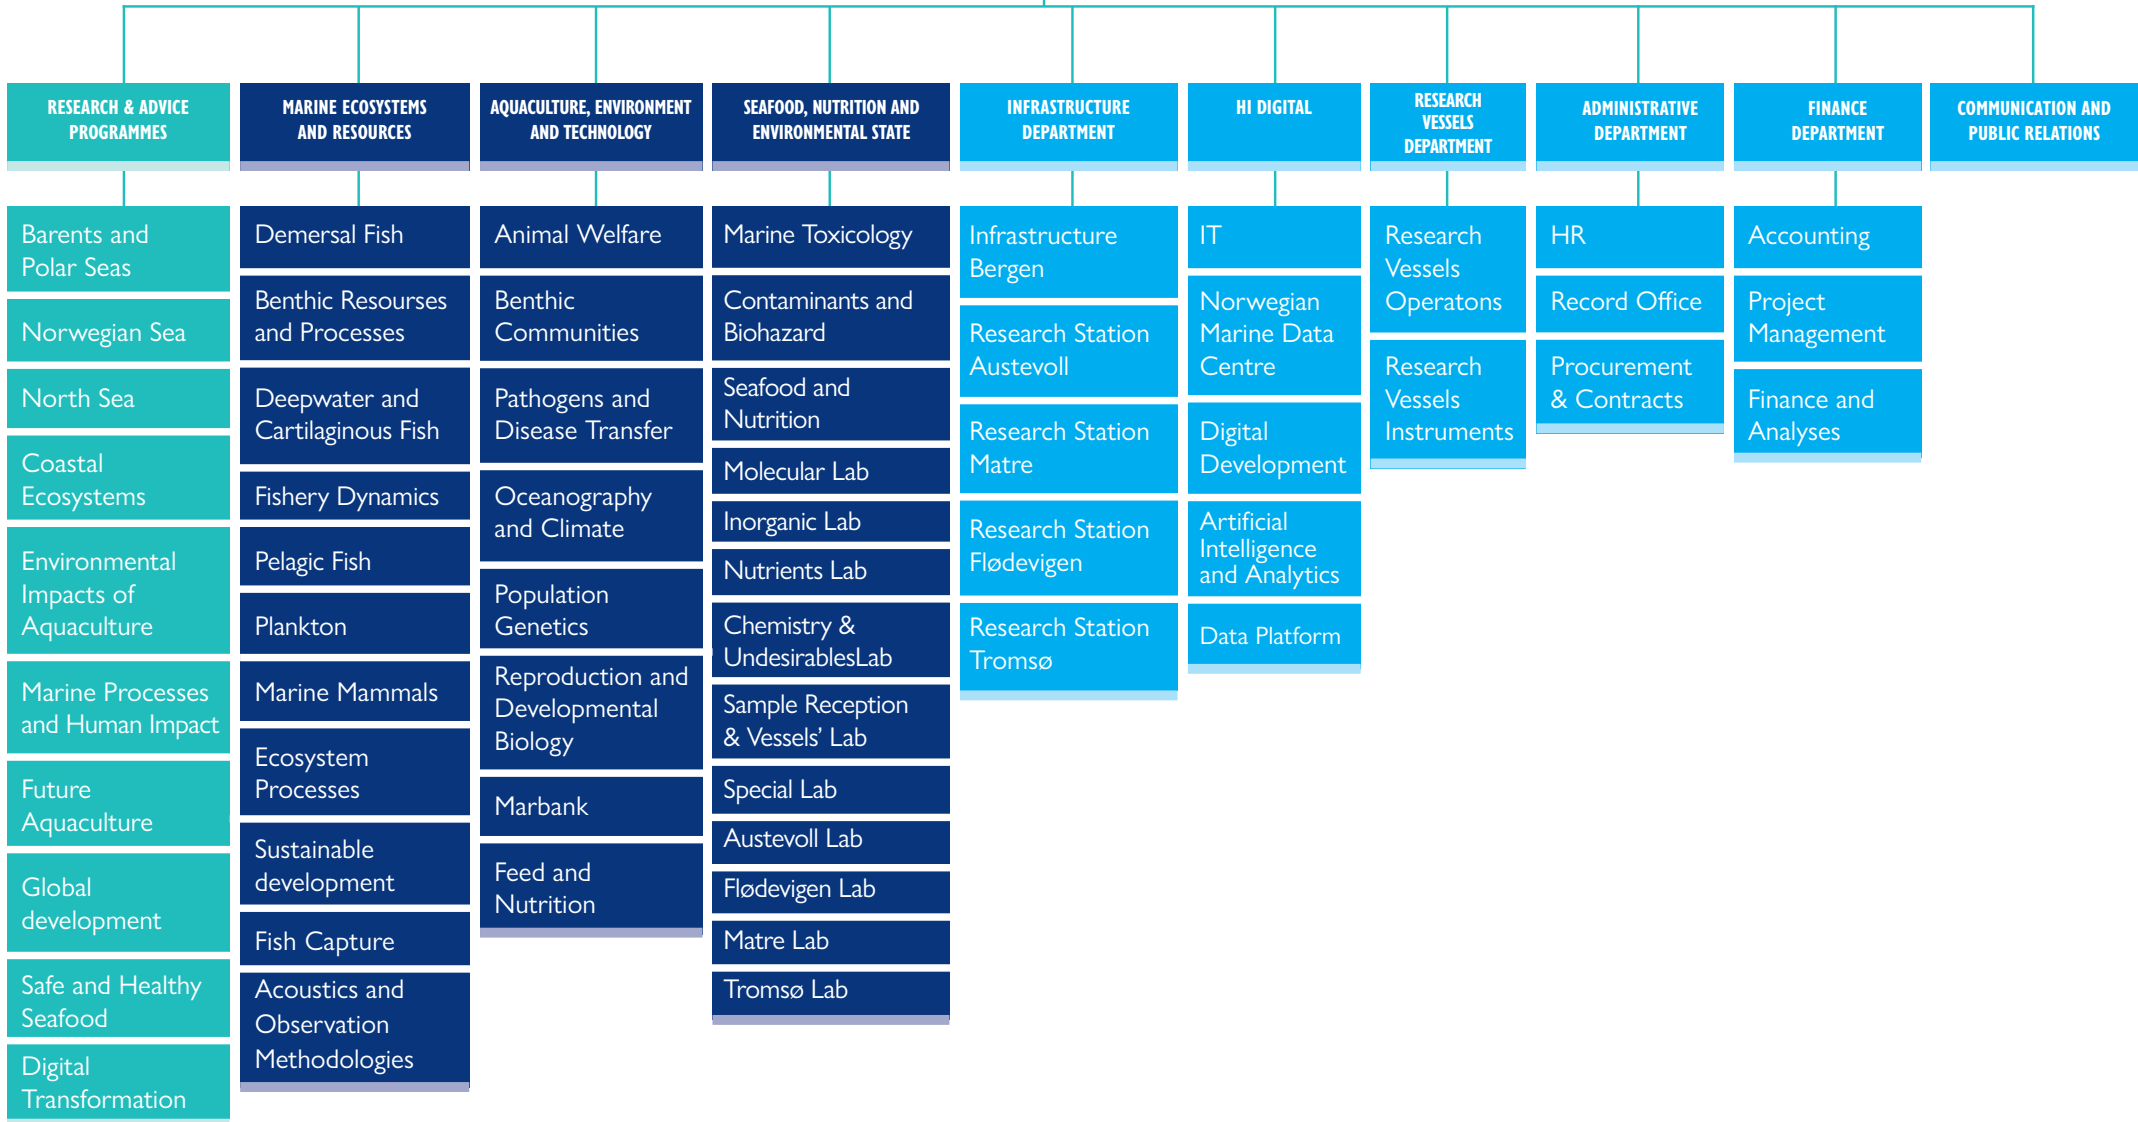 RESEARCH & ADVICE
PROGRAMMES
Barents and
Polar Seas
Norwegian Sea
North Sea
Coastal
Ecosystems
Environmental
Impacts of
Aquaculture
Marine Processes
and Human Impact
Future
Aquaculture
Global
development
Safe and Healthy
Seafood
Digital
Transformation
MARINE ECOSYSTEMS
AND RESOURCES
Demersal Fish
Benthic Resourses
and Processes
Deepwater and
Cartilaginous Fish
Fishery Dynamics
Pelagic Fish
Plankton
Marine Mammals
Ecosystem
Processes
Sustainable
development
Fish Capture
Acoustics and
Observation
Methodologies
AQUACULTURE, ENVIRONMENT
AND TECHNOLOGY
Animal Welfare
Benthic
Communities
Pathogens and
Disease Transfer
Oceanography
and Climate
Population
Genetics
Reproduction and
Developmental
Biology
Marbank
Feed and
Nutrition
SEAFOOD, NUTRITION AND
ENVIRONMENTAL STATE
Marine Toxicology
Contaminants and
Biohazard
Seafood and
Nutrition
Molecular Lab
Inorganic Lab
Nutrients Lab
Chemistry &
UndesirablesLab
Sample Reception
& Vessels’ Lab
Special Lab
Austevoll Lab
Flødevigen Lab
Matre Lab
Tromsø Lab
INFRASTRUCTURE
DEPARTMENT
Infrastructure
Bergen
Research Station
Austevoll
Research Station
Matre
Research Station
Flødevigen
Research Station
Tromsø
HI DIGITAL
IT
Norwegian
Marine Data
Centre
Digital
Development
Artificial
Intelligence
and Analytics
Data Platform
RESEARCH
VESSELS
DEPARTMENT
Research
Vessels
Operatons
Research
Vessels
Instruments
ADMINISTRATIVE
DEPARTMENT
HR
Record Office
Procurement
& Contracts
FINANCE
DEPARTMENT
Accounting
Project
Management
Finance and
Analyses
COMMUNICATION AND
PUBLIC RELATIONS